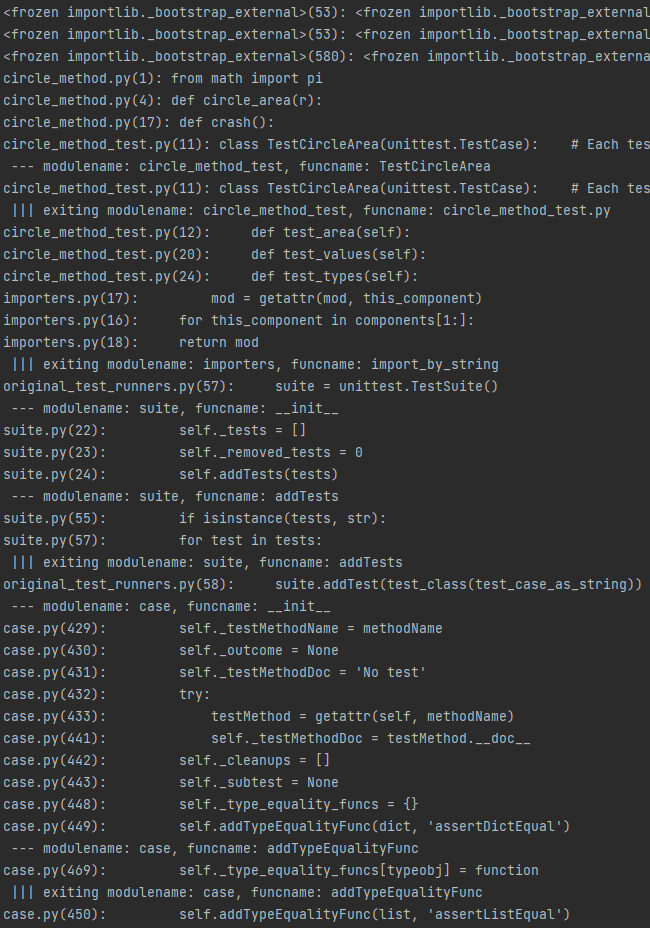 <frozen importlib._bootstrap_external>(53): <frozen importlib._bootstrap_external
<frozen importlib._bootstrap_external>(53): <frozen importlib._bootstrap_external
<frozen importlib._bootstrap_external>(580): <frozen importlib._bootstrap_externa
circle_method.py(1): from math import pi
circle_method.py(4): def circle_area(r):
circle_method.py(17): def crash():
circle_method_test.py(11): class TestCircleArea(unittest.TestCase):    # Each tes
 --- modulename: circle_method_test, funcname: TestCircleArea
circle_method_test.py(11): class TestCircleArea(unittest.TestCase):    # Each tes
 ||| exiting modulename: circle_method_test, funcname: circle_method_test.py
circle_method_test.py(12):     def test_area(self):
circle_method_test.py(20):     def test_values(self):
circle_method_test.py(24):     def test_types(self):
importers.py(17):         mod = getattr(mod, this_component)
importers.py(16):     for this_component in components[1:]:
importers.py(18):     return mod
 ||| exiting modulename: importers, funcname: import_by_string
original_test_runners.py(57):     suite = unittest.TestSuite()
 --- modulename: suite, funcname: __init__
suite.py(22):         self._tests = []
suite.py(23):         self._removed_tests = 0
suite.py(24):         self.addTests(tests)
 --- modulename: suite, funcname: addTests
suite.py(55):         if isinstance(tests, str):
suite.py(57):         for test in tests:
 ||| exiting modulename: suite, funcname: addTests
original_test_runners.py(58):     suite.addTest(test_class(test_case_as_string))
 --- modulename: case, funcname: __init__
case.py(429):         self._testMethodName = methodName
case.py(430):         self._outcome = None
case.py(431):         self._testMethodDoc = 'No test'
case.py(432):         try:
case.py(433):             testMethod = getattr(self, methodName)
case.py(441):             self._testMethodDoc = testMethod.__doc__
case.py(442):         self._cleanups = []
case.py(443):         self._subtest = None
case.py(448):         self._type_equality_funcs = {}
case.py(449):         self.addTypeEqualityFunc(dict, 'assertDictEqual')
 --- modulename: case, funcname: addTypeEqualityFunc
case.py(469):         self._type_equality_funcs[typeobj] = function
 ||| exiting modulename: case, funcname: addTypeEqualityFunc
case.py(450):         self.addTypeEqualityFunc(list, 'assertListEqual')